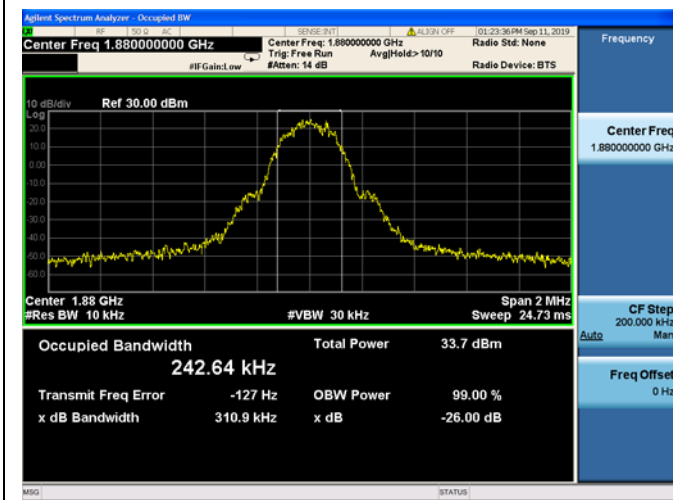 Agilent Spectrum Analyzer - Occupied BW
RF 50 Ω AC SENSE:INT ALIGN OFF 01:23:36 PM Sep 11, 2019
Center Freq 1.880000000 GHz
Center Freq: 1.880000000 GHz Radio Std: None
Trig: Free Run Avg|Hold>10/10
#IFGain:Low #Atten: 14 dB Radio Device: BTS
Frequency
10 dB/div Ref 30.00 dBm
Log
20.0
10.0
0.00
-10.0
-20.0
-30.0
-40.0
-50.0
-60.0
Center Freq
1.880000000 GHz
Center 1.88 GHz Span 2 MHz
#Res BW 10 kHz #VBW 30 kHz Sweep 24.73 ms
CF Step
200.000 kHz
Auto Man
Occupied Bandwidth Total Power 33.7 dBm
242.64 kHz
Transmit Freq Error -127 Hz OBW Power 99.00 %
x dB Bandwidth 310.9 kHz x dB -26.00 dB
Freq Offset
0 Hz
MSG STATUS